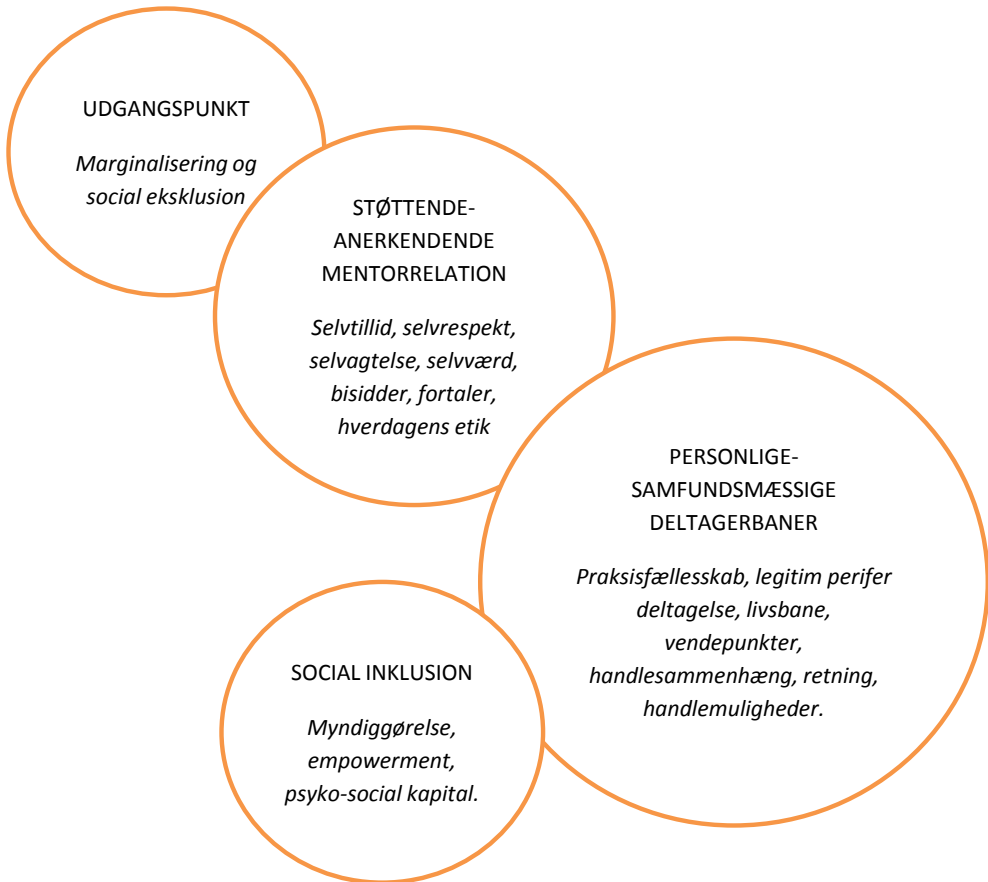 UDGANGSPUNKT
Marginalisering og
social eksklusion
STØTTENDE-
ANERKENDENDE
MENTORRELATION
Selvtillid, selvrespekt,
selvagtelse, selvværd,
bisidder, fortaler,
hverdagens etik
PERSONLIGE-
SAMFUNDSMÆSSIGE
DELTAGERBANER
Praksisfællesskab, legitim perifer
deltagelse, livsbane,
vendepunkter,
handlesammenhæng, retning,
handlemuligheder.
SOCIAL INKLUSION
Myndiggørelse,
empowerment,
psyko-social kapital.